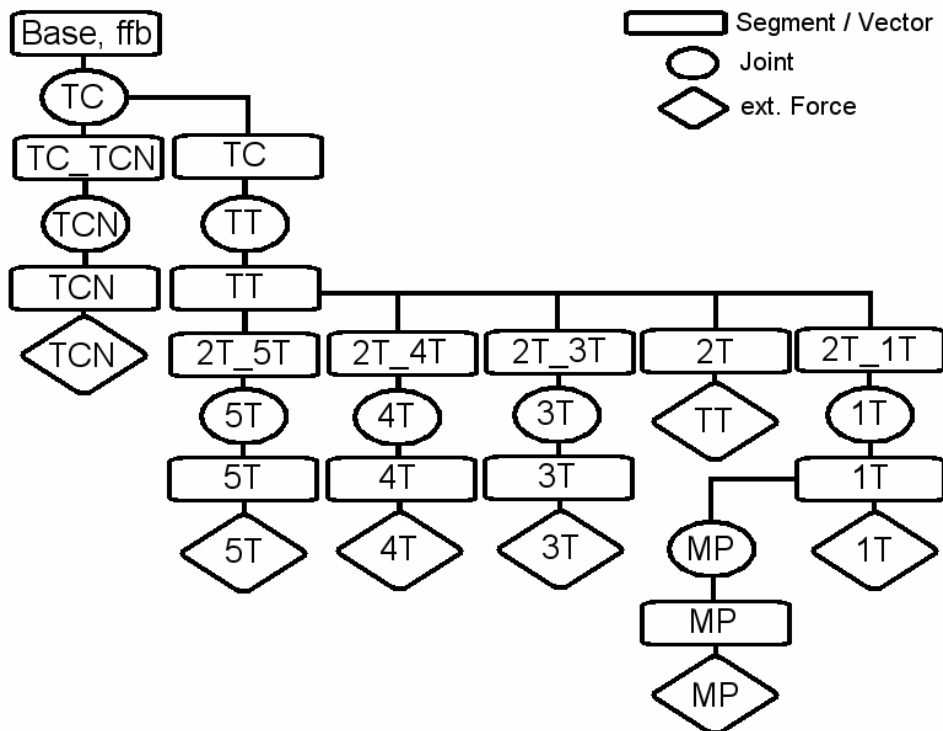 Base, ffb
Segment / Vector
Joint
ext. Force
TC
TC_TCN
TC
TCN
TT
TCN
TT
TCN
2T_5T
2T_4T
2T_3T
2T
2T_1T
5T
4T
3T
TT
1T
5T
4T
3T
1T
5T
4T
3T
MP
1T
MP
MP